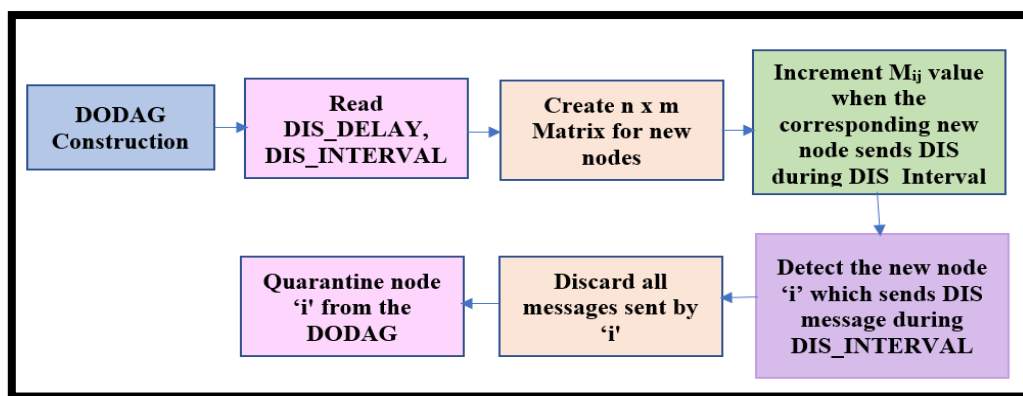 DODAG
Construction
Read
DIS_DELAY,
DIS_INTERVAL
Create n x m
Matrix for new
nodes
Increment Mᵢⱼ value
when the
corresponding new
node sends DIS
during DIS_Interval
Detect the new node
‘i’ which sends DIS
message during
DIS_INTERVAL
Discard all
messages sent by
‘i'
Quarantine node
‘i' from the
DODAG